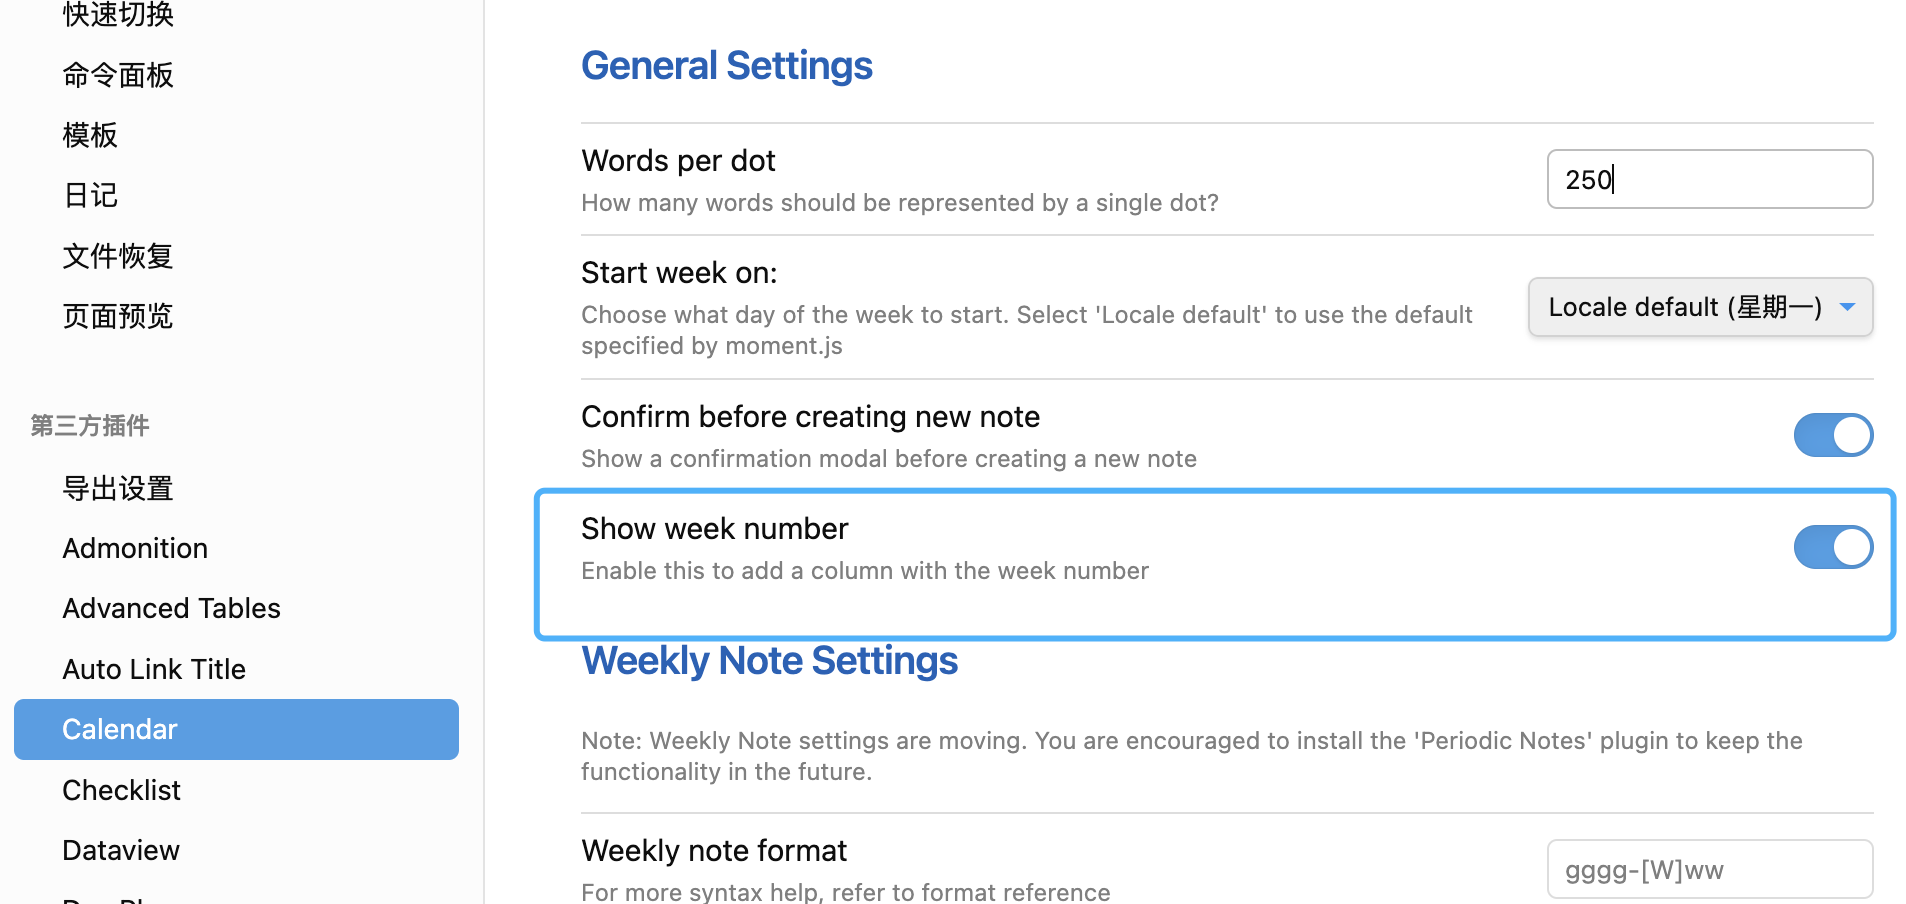 快速切换
命令面板
模板
日记
文件恢复
页面预览
第三方插件
导出设置
Admonition
Advanced Tables
Auto Link Title
Calendar
Checklist
Dataview
General Settings
Words per dot
How many words should be represented by a single dot?
250
Start week on:
Choose what day of the week to start. Select 'Locale default' to use the default
specified by moment.js
Locale default (星期一)
Confirm before creating new note
Show a confirmation modal before creating a new note
Show week number
Enable this to add a column with the week number
Weekly Note Settings
Note: Weekly Note settings are moving. You are encouraged to install the 'Periodic Notes' plugin to keep the
functionality in the future.
Weekly note format
For more syntax help, refer to format reference
gggg-[W]ww